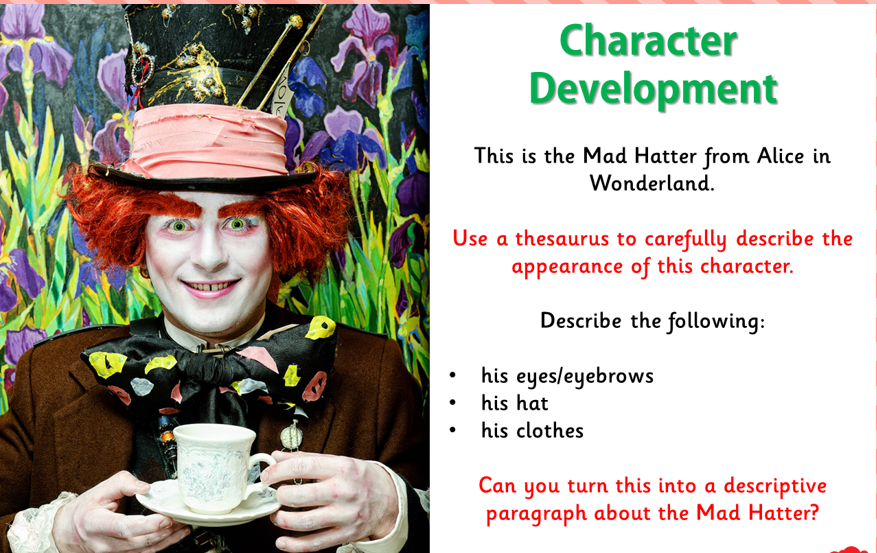 Character
Development
This is the Mad Hatter from Alice in
Wonderland.
Use a thesaurus to carefully describe the
appearance of this character.
Describe the following:
• his eyes/eyebrows
• his hat
• his clothes
Can you turn this into a descriptive
paragraph about the Mad Hatter?